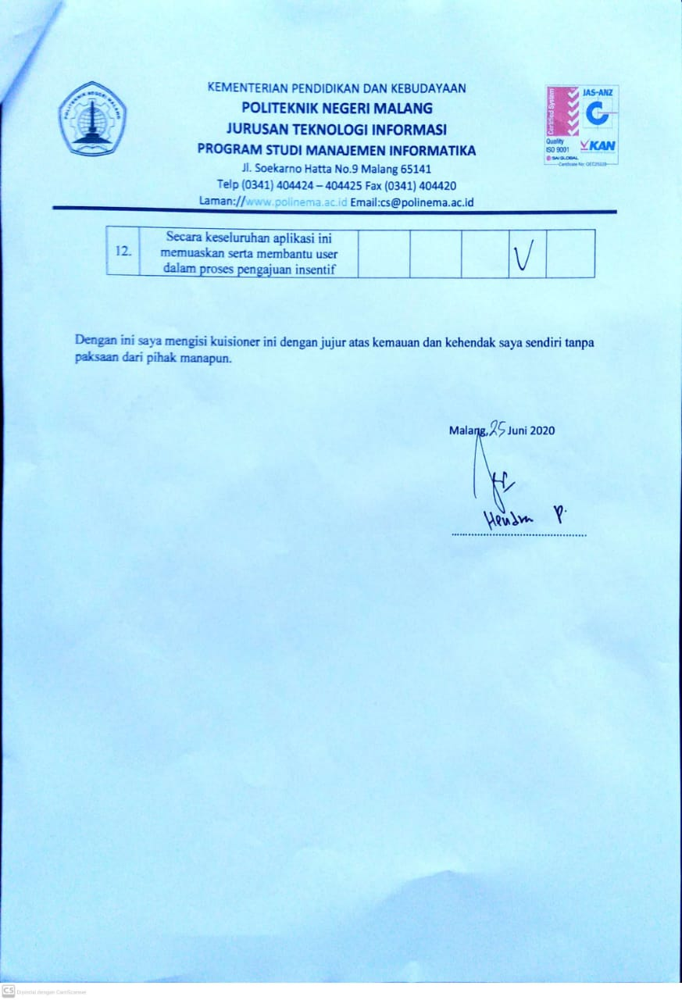 KEMENTERIAN PENDIDIKAN DAN KEBUDAYAAN
POLITEKNIK NEGERI MALANG
JURUSAN TEKNOLOGI INFORMASI
PROGRAM STUDI MANAJEMEN INFORMATIKA
Jl. Soekarno Hatta No.9 Malang 65141
Telp (0341) 404424 – 404425 Fax (0341) 404420
Laman://www.polinema.ac.id Email:cs@polinema.ac.id
POLITEKNIK NEGERI MALANG
Certified System
JAS-ANZ
Quality
ISO 9001
KAN
SAI GLOBAL
12. Secara keseluruhan aplikasi ini
memuaskan serta membantu user
dalam proses pengajuan insentif V
Dengan ini saya mengisi kuisioner ini dengan jujur atas kemauan dan kehendak saya sendiri tanpa
paksaan dari pihak manapun.
Malang, 25 Juni 2020
Hendra P.
CS Dipindai dengan CamScanner